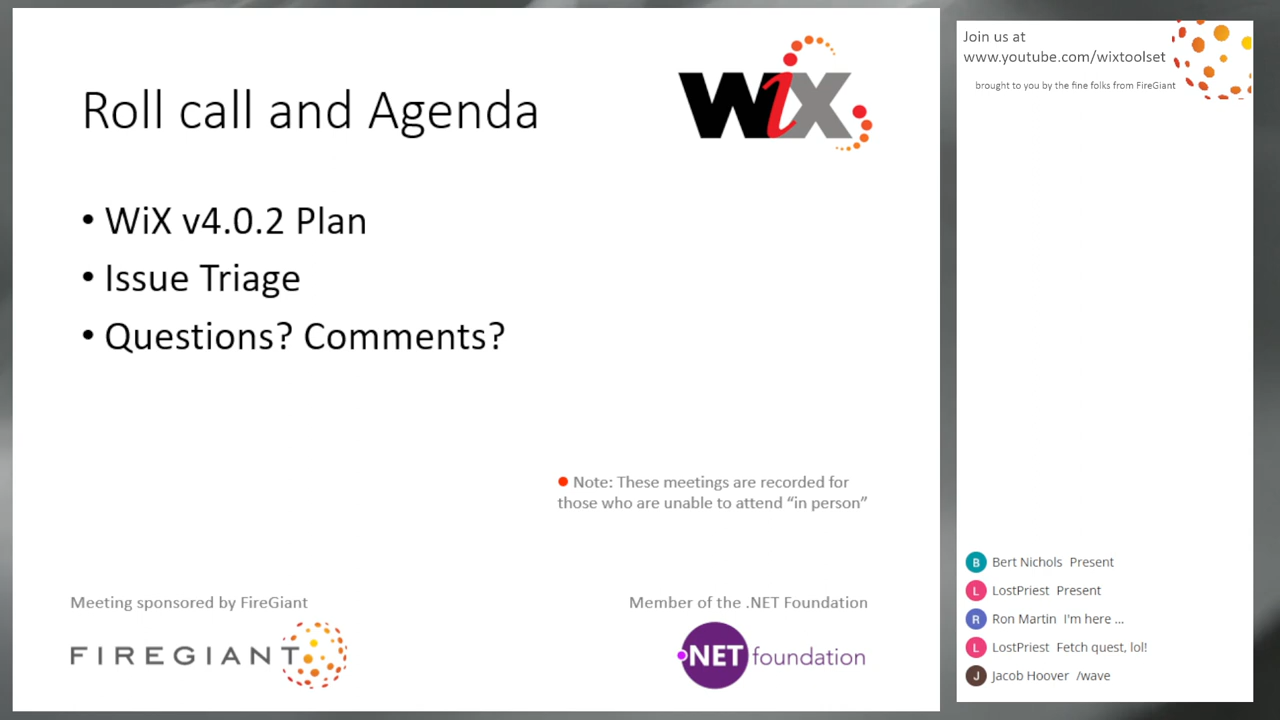 Roll call and Agenda
WiX
• WiX v4.0.2 Plan
• Issue Triage
• Questions? Comments?
Note: These meetings are recorded for
those who are unable to attend “in person”
Meeting sponsored by FireGiant
FIREGIANT
Member of the .NET Foundation
.NET foundation
Join us at
www.youtube.com/wixtoolset
brought to you by the fine folks from FireGiant
B Bert Nichols Present
L LostPriest Present
R Ron Martin I'm here ...
L LostPriest Fetch quest, lol!
J Jacob Hoover /wave